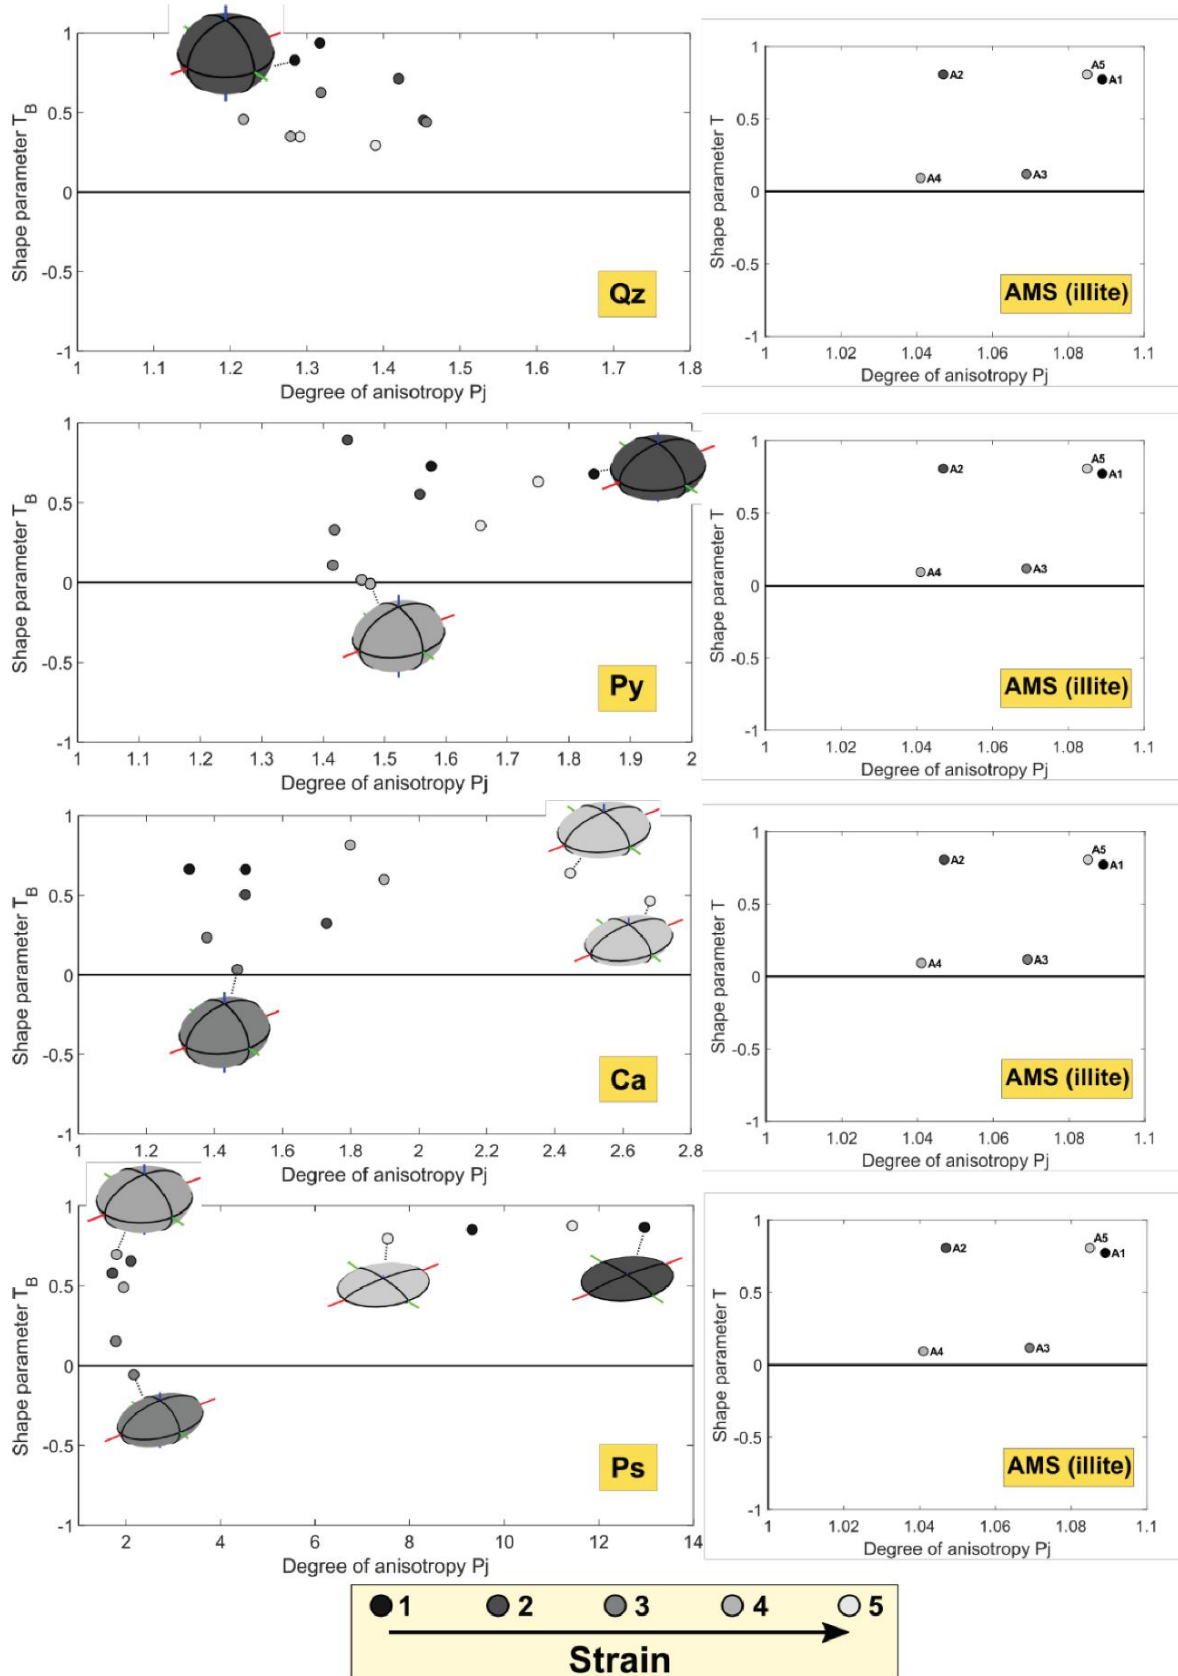 1
0.5
0
-0.5
-1
Shape parameter T_B
1 1.1 1.2 1.3 1.4 1.5 1.6 1.7 1.8
Degree of anisotropy Pj
Qz
1
0.5
0
-0.5
-1
Shape parameter T
A2
A5
A1
A4
A3
AMS (illite)
1 1.02 1.04 1.06 1.08 1.1
Degree of anisotropy Pj
1
0.5
0
-0.5
-1
Shape parameter T_B
1 1.1 1.2 1.3 1.4 1.5 1.6 1.7 1.8 1.9 2
Degree of anisotropy Pj
Py
1
0.5
0
-0.5
-1
Shape parameter T
A2
A5
A1
A4
A3
AMS (illite)
1 1.02 1.04 1.06 1.08 1.1
Degree of anisotropy Pj
1
0.5
0
-0.5
-1
Shape parameter T_B
1 1.2 1.4 1.6 1.8 2 2.2 2.4 2.6 2.8
Degree of anisotropy Pj
Ca
1
0.5
0
-0.5
-1
Shape parameter T
A2
A5
A1
A4
A3
AMS (illite)
1 1.02 1.04 1.06 1.08 1.1
Degree of anisotropy Pj
1
0.5
0
-0.5
-1
Shape parameter T_B
2 4 6 8 10 12 14
Degree of anisotropy Pj
Ps
1
0.5
0
-0.5
-1
Shape parameter T
A2
A5
A1
A4
A3
AMS (illite)
1 1.02 1.04 1.06 1.08 1.1
Degree of anisotropy Pj
1 2 3 4 5
Strain